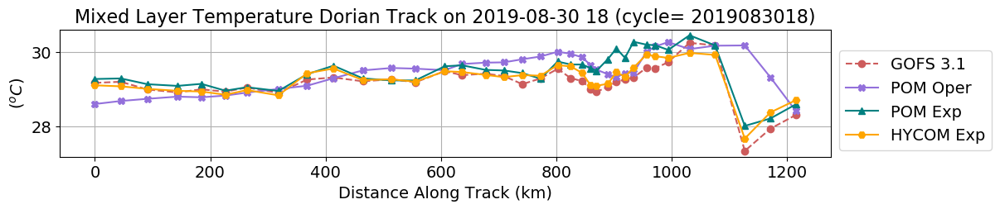 Mixed Layer Temperature Dorian Track on 2019-08-30 18 (cycle= 2019083018)
(°C)
30
28
0
200
400
600
800
1000
1200
Distance Along Track (km)
GOFS 3.1
POM Oper
POM Exp
HYCOM Exp